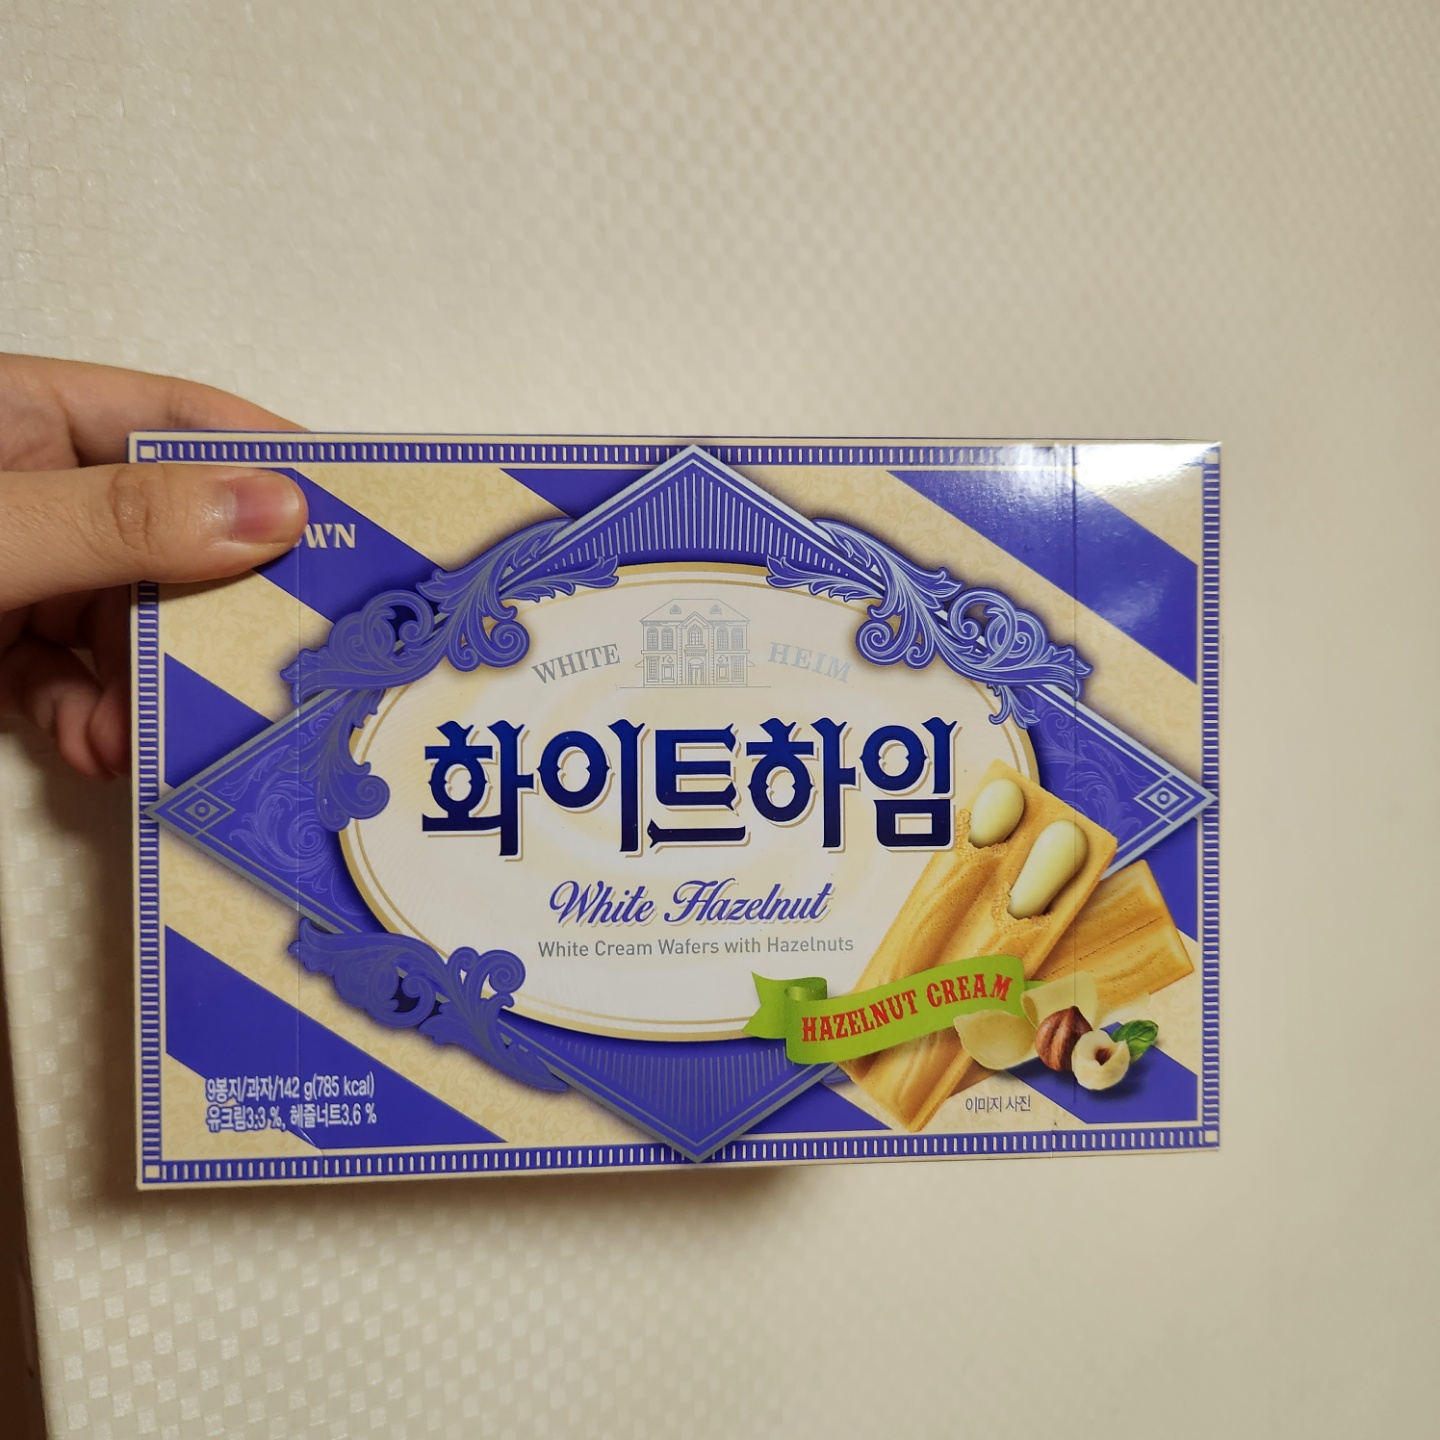 WHITE HEIM
화이트하임
White Hazelnut
White Cream Wafers with Hazelnuts
HAZELNUT CREAM
9봉지/과자/142 g(785 kcal)
유크림3.3 %, 헤즐너트3.6 %
이미지 사진